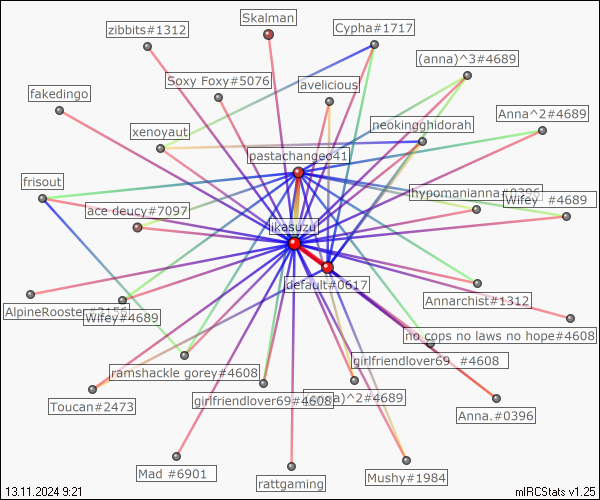 Skalman
zibbits#1312
Cypha#1717
(anna)^3#4689
Soxy Foxy#5076
avelicious
fakedingo
Anna^2#4689
xenoyaut
neokingghidorah
pastachangeo41
frisout
hypomanianna#0396
Wifey #4689
ace deucy#7097
ikasuzu
default#0617
Annarchist#1312
AlpineRooster#2156
Wifey#4689
no cops no laws no hope#4608
girlfriendlover69 #4608
ramshackle gorey#4608
girlfriendlover69#4608
(anna)^2#4689
Toucan#2473
Anna.#0396
Mad #6901
rattgaming
Mushy#1984
13.11.2024 9:21
mIRCStats v1.25